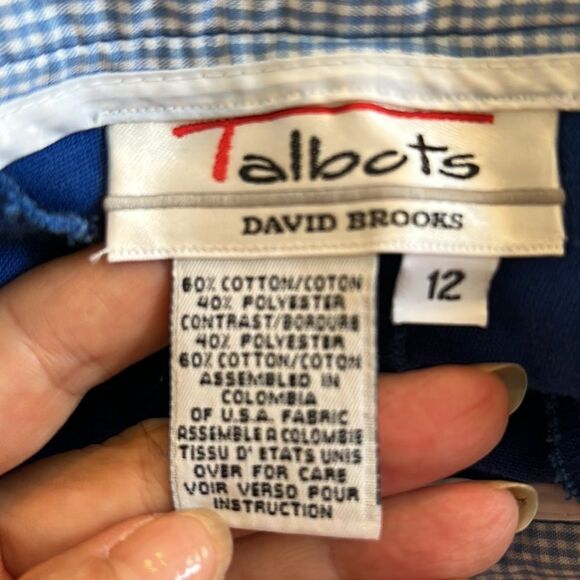 Talbots
DAVID BROOKS
12
60% COTTON/COTON
40% POLYESTER
CONTRAST/BORDURE
40% POLYESTER
60% COTTON/COTON
ASSEMBLED IN
COLOMBIA
OF U.S.A. FABRIC
ASSEMBLE A COLOMBIE
TISSU D' ETATS UNIS
OVER FOR CARE
VOIR VERSO POUR
INSTRUCTION